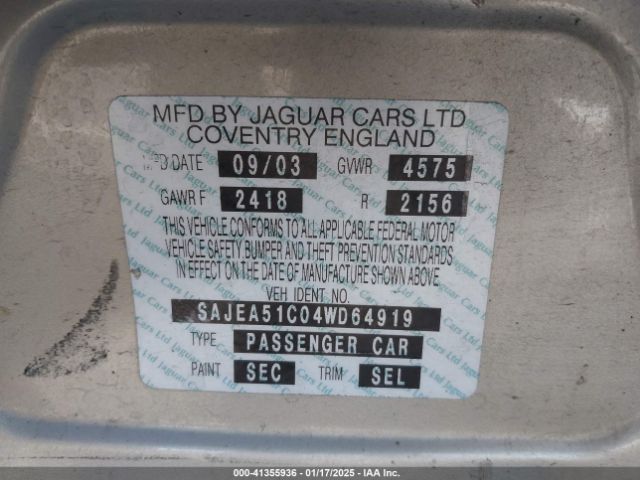 MFD BY JAGUAR CARS LTD
COVENTRY ENGLAND
MFD DATE 09/03 GVWR 4575
GAWR F 2418 R 2156
THIS VEHICLE CONFORMS TO ALL APPLICABLE FEDERAL MOTOR
VEHICLE SAFETY BUMPER AND THEFT PREVENTION STANDARDS
IN EFFECT ON THE DATE OF MANUFACTURE SHOWN ABOVE
VEH IDENT NO.
SAJEA51C04WD64919
TYPE PASSENGER CAR
PAINT SEC TRIM SEL
000-41355936 - 01/17/2025 - IAA Inc.